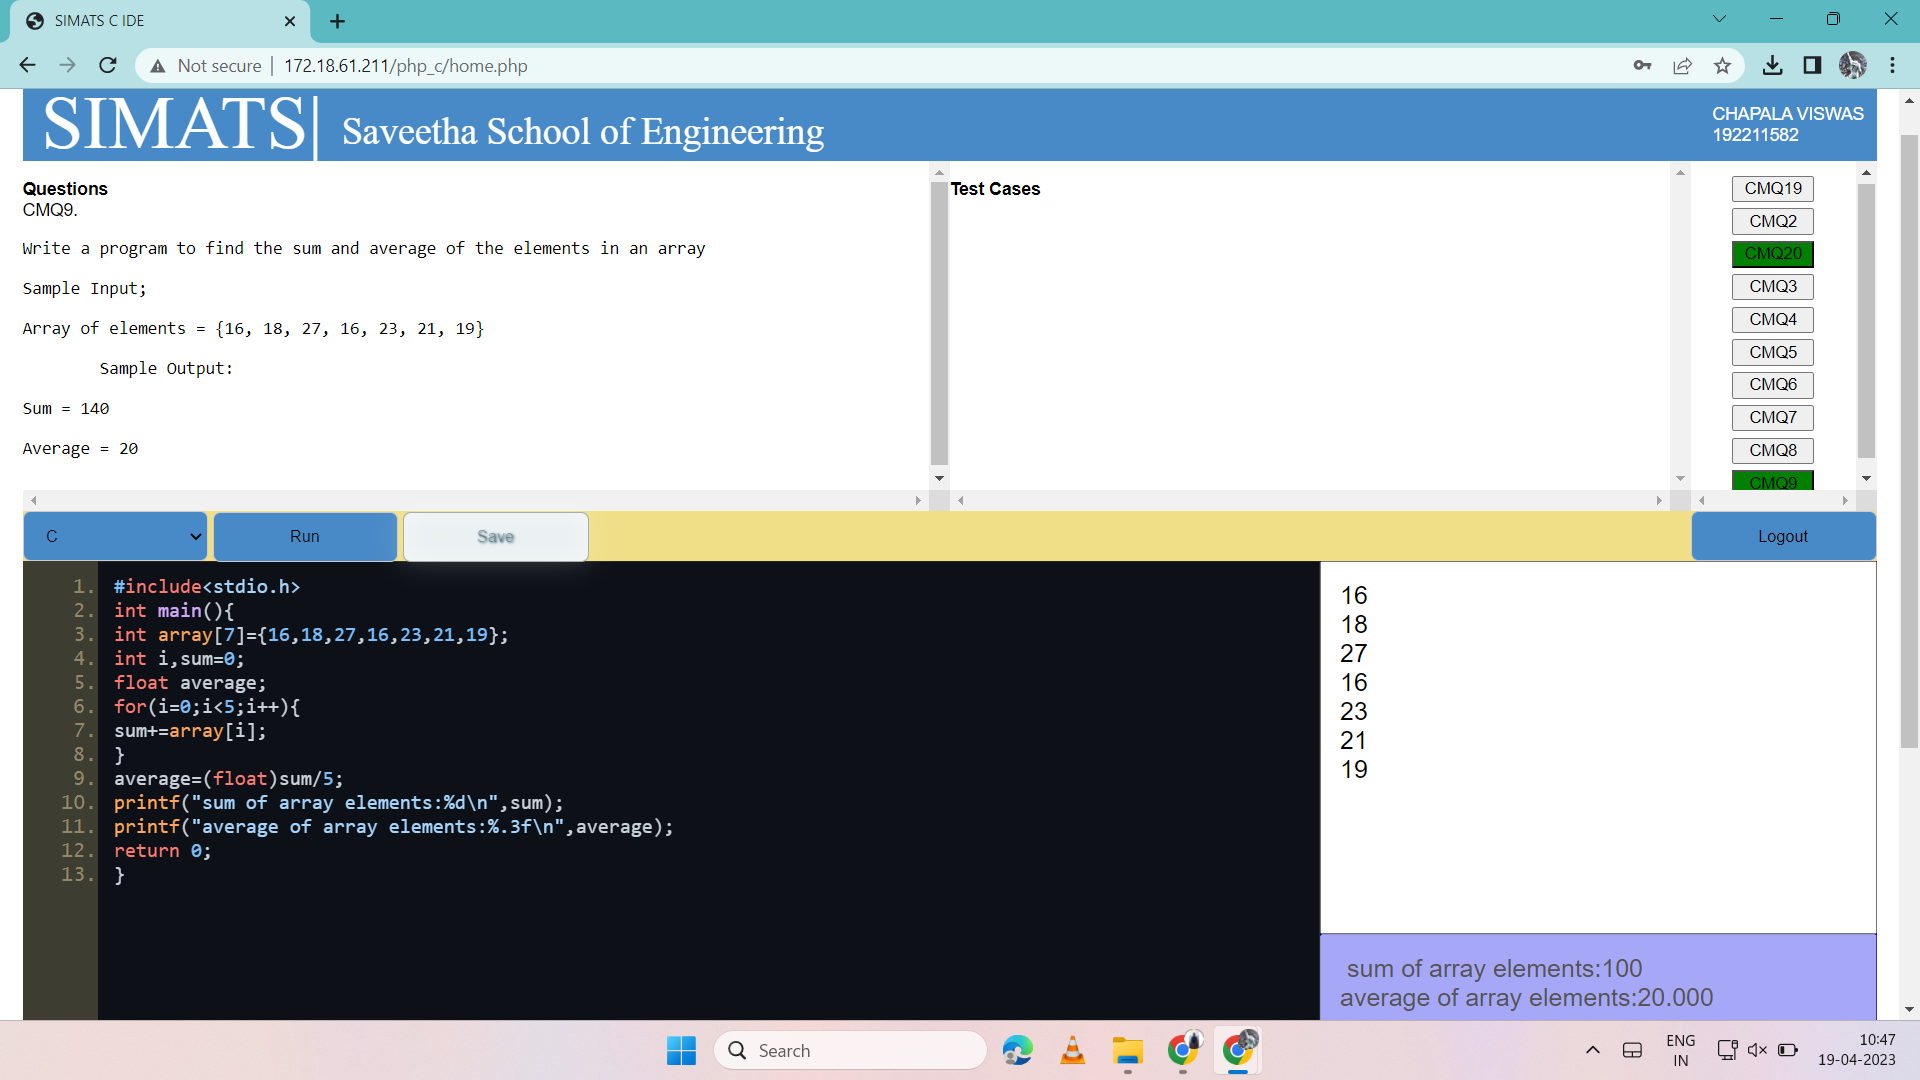 SIMATS C IDE
Not secure | 172.18.61.211/php_c/home.php
SIMATS| Saveetha School of Engineering
CHAPALA VISWAS
192211582
Questions
CMQ9.
Write a program to find the sum and average of the elements in an array
Sample Input;
Array of elements = {16, 18, 27, 16, 23, 21, 19}
Sample Output:
Sum = 140
Average = 20
Test Cases
CMQ19
CMQ2
CMQ20
CMQ3
CMQ4
CMQ5
CMQ6
CMQ7
CMQ8
CMQ9
C
Run
Save
Logout
1. #include<stdio.h>
2. int main(){
3. int array[7]={16,18,27,16,23,21,19};
4. int i,sum=0;
5. float average;
6. for(i=0;i<5;i++){
7. sum+=array[i];
8. }
9. average=(float)sum/5;
10. printf("sum of array elements:%d\n",sum);
11. printf("average of array elements:%.3f\n",average);
12. return 0;
13. }
16
18
27
16
23
21
19
sum of array elements:100
average of array elements:20.000
Search
ENG
IN
10:47
19-04-2023